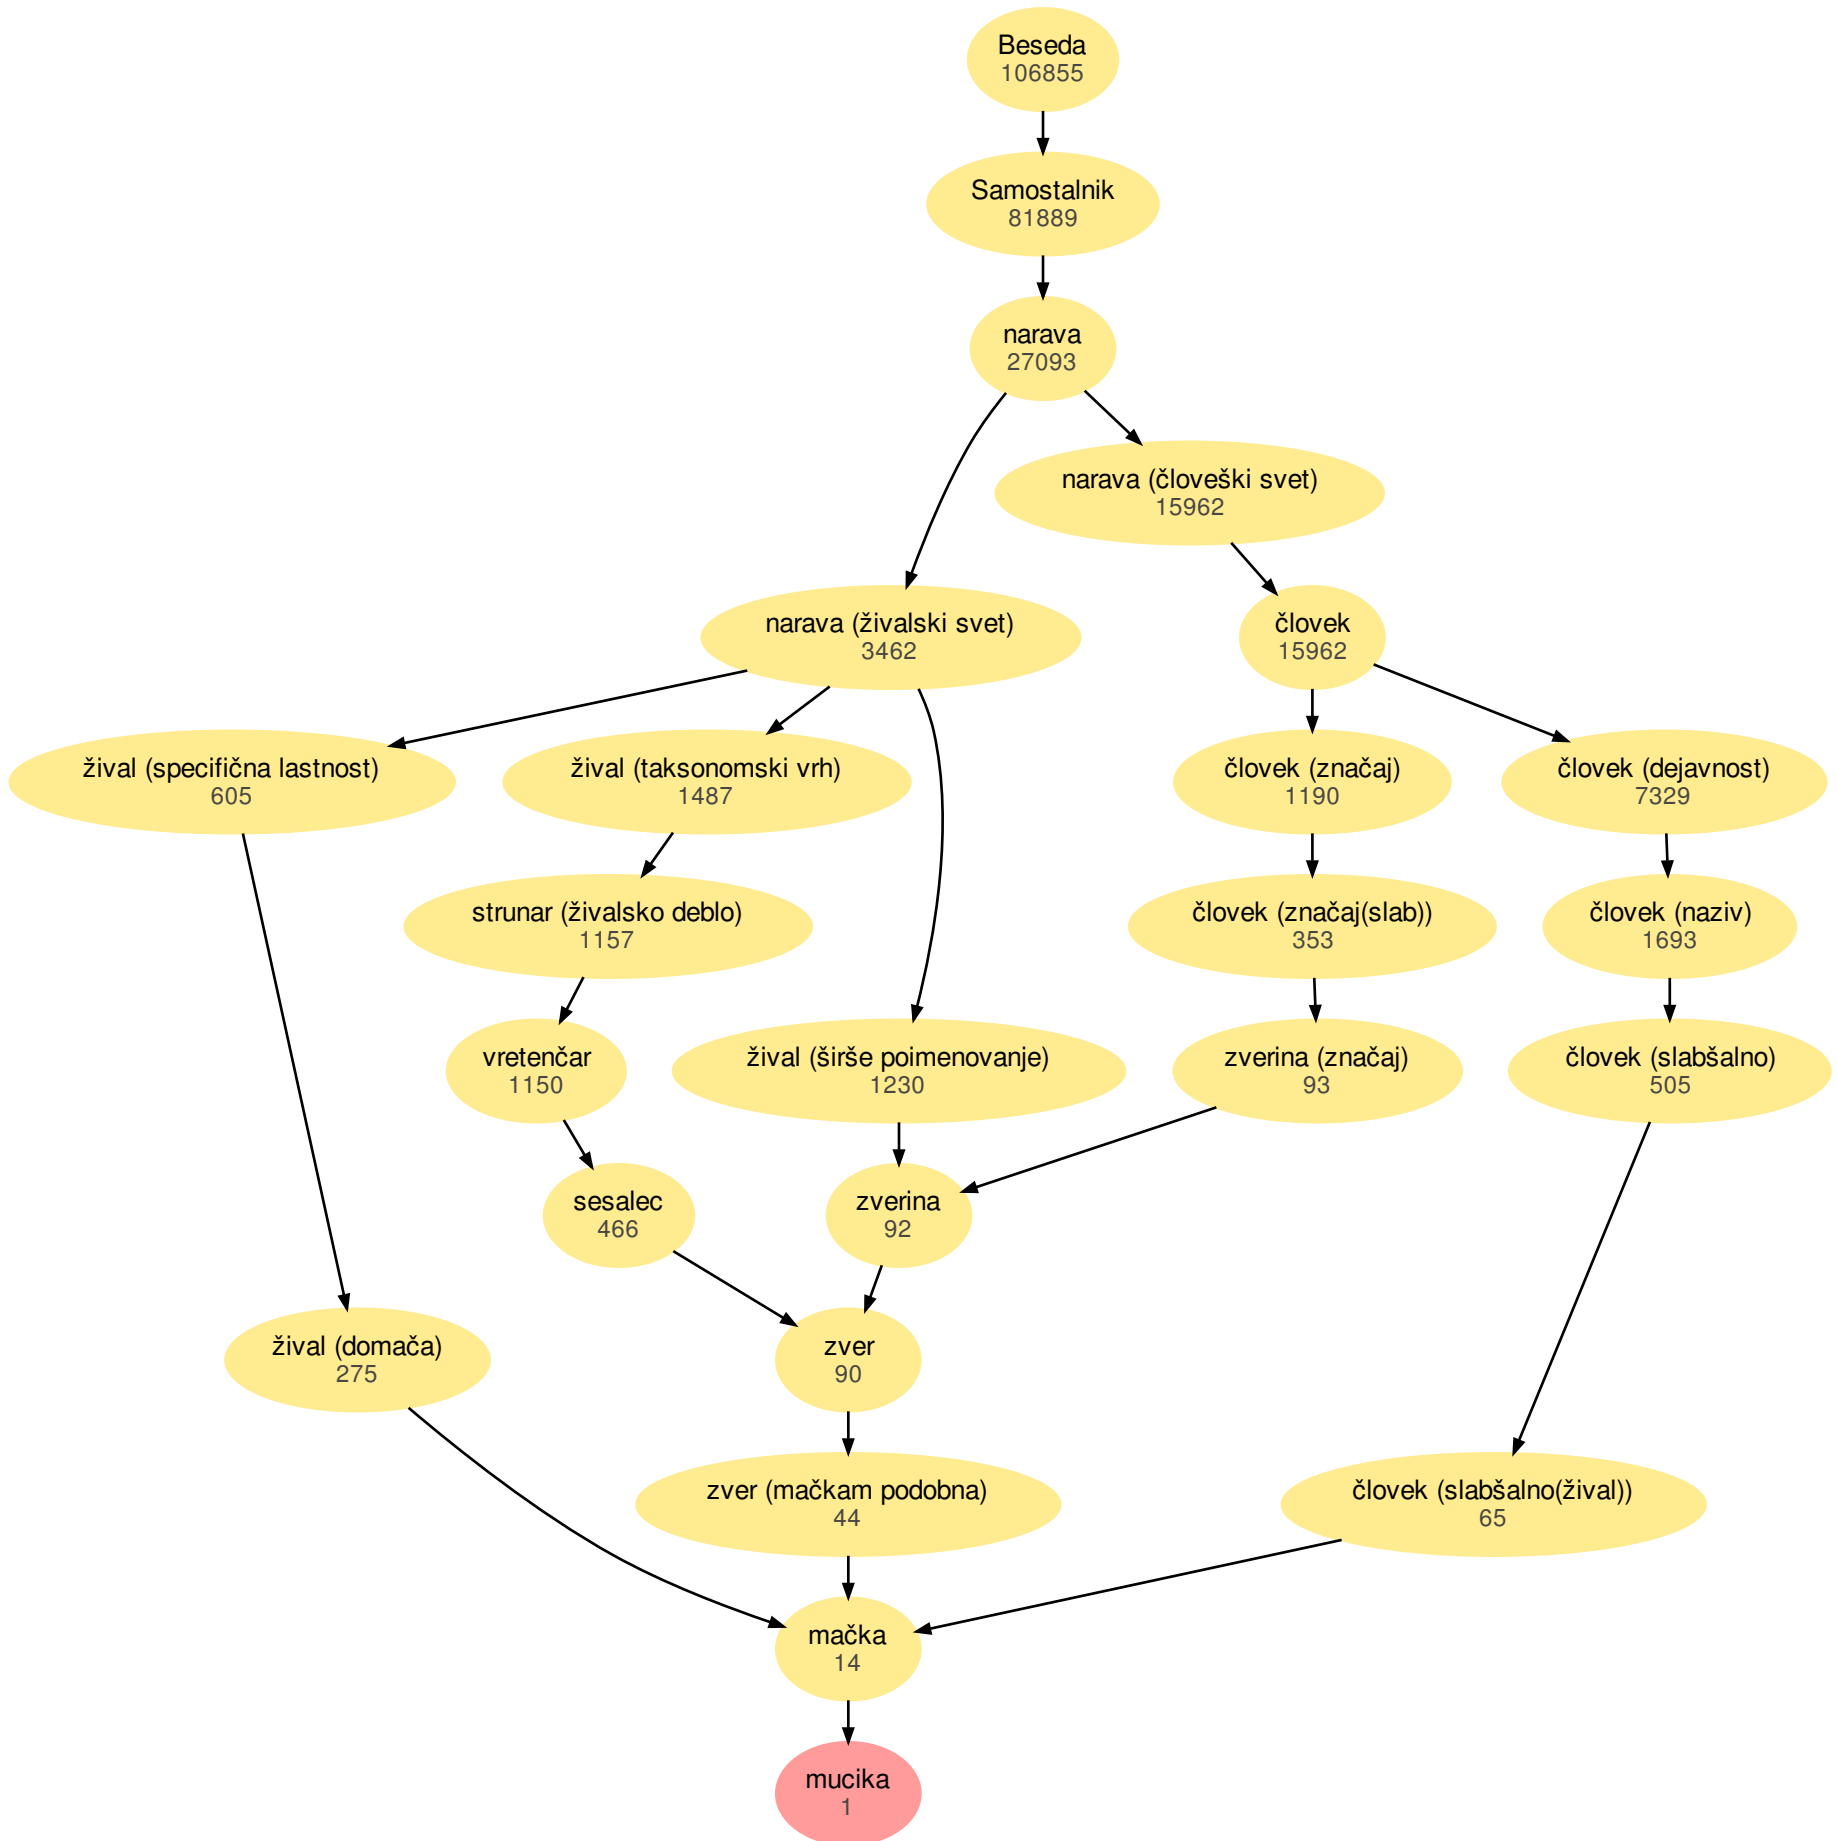 Beseda
106855
Samostalnik
81889
narava
27093
narava (človeški svet)
15962
narava (živalski svet)
3462
človek
15962
žival (specifična lastnost)
605
žival (taksonomski vrh)
1487
človek (značaj)
1190
človek (dejavnost)
7329
strunar (živalsko deblo)
1157
človek (značaj(slab))
353
človek (naziv)
1693
vretenčar
1150
žival (širše poimenovanje)
1230
zverina (značaj)
93
človek (slabšalno)
505
sesalec
466
zverina
92
žival (domača)
275
zver
90
zver (mačkam podobna)
44
človek (slabšalno(žival))
65
mačka
14
mucika
1